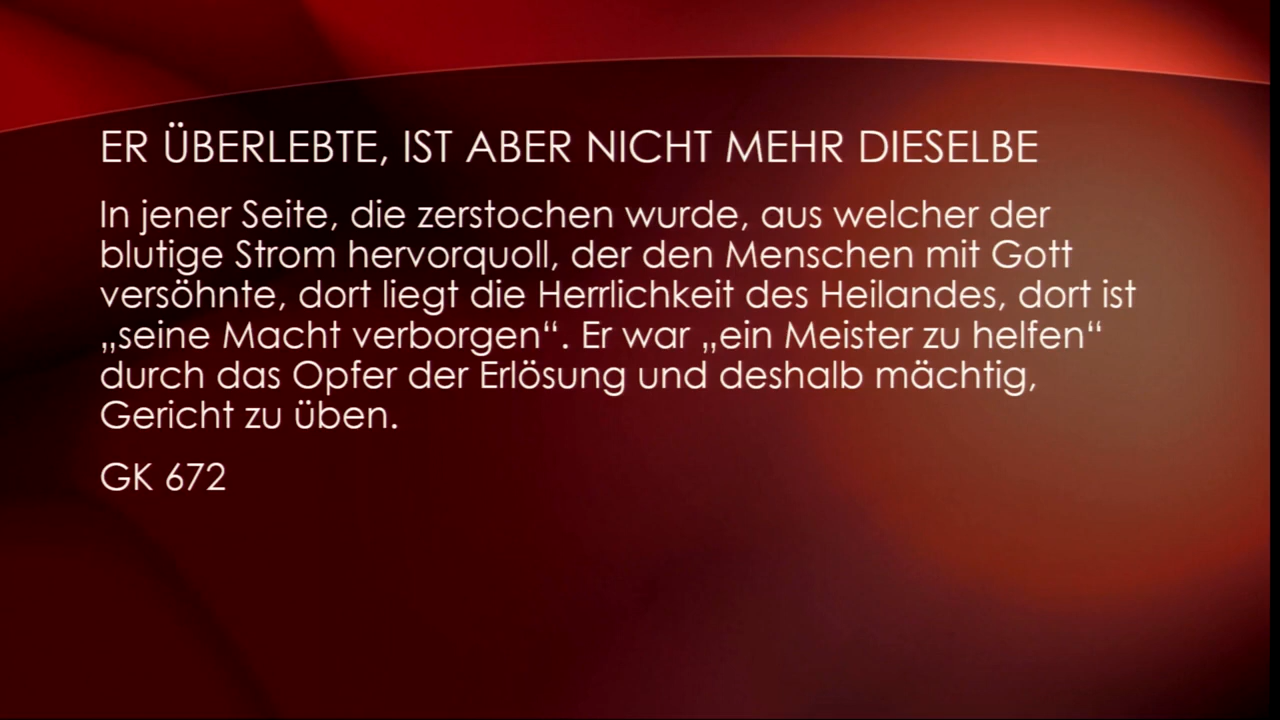 ER ÜBERLEBTE, IST ABER NICHT MEHR DIESELBE
In jener Seite, die zerstochen wurde, aus welcher der
blutige Strom hervorquoll, der den Menschen mit Gott
versöhnte, dort liegt die Herrlichkeit des Heilandes, dort ist
„seine Macht verborgen“. Er war „ein Meister zu helfen“
durch das Opfer der Erlösung und deshalb mächtig,
Gericht zu üben.
GK 672